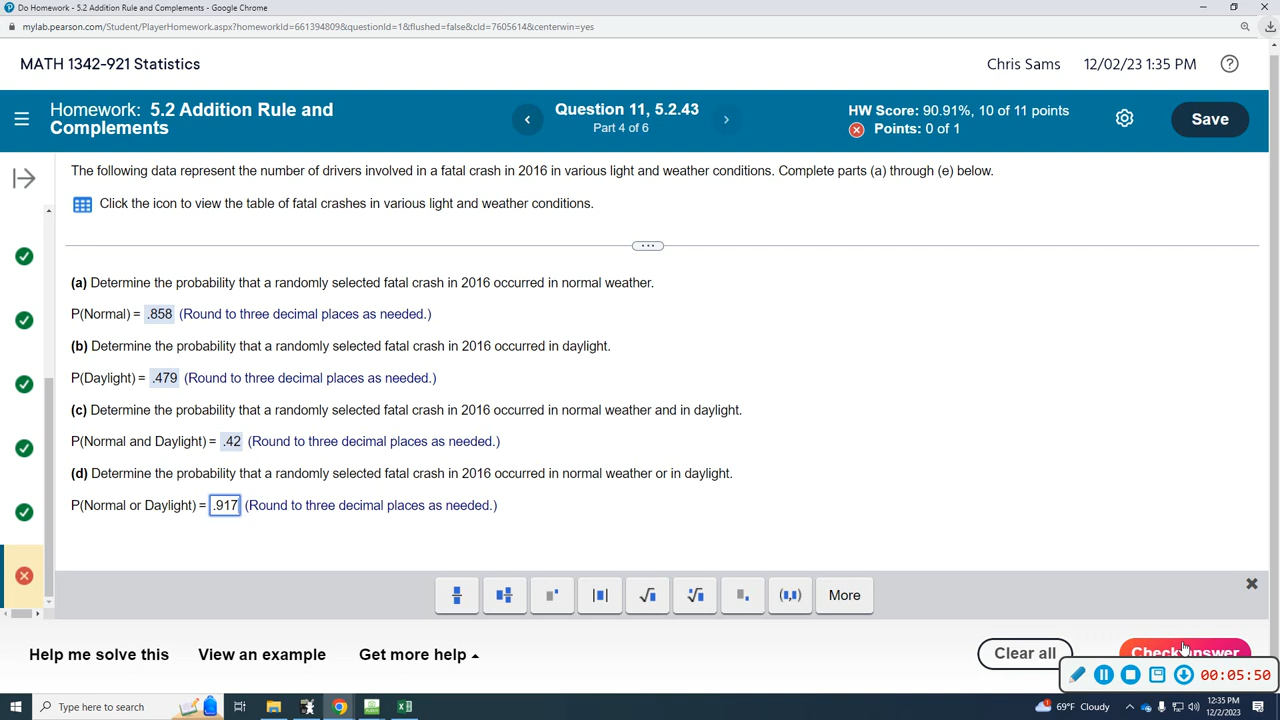 Do Homework - 5.2 Addition Rule and Complements - Google Chrome
mylab.pearson.com/Student/PlayerHomework.aspx?homeworkId=661394809&questionId=1&flushed=false&cId=7605614&centerwin=yes
MATH 1342-921 Statistics
Chris Sams 12/02/23 1:35 PM ?
Homework: 5.2 Addition Rule and
Complements
Question 11, 5.2.43
Part 4 of 6
HW Score: 90.91%, 10 of 11 points
Points: 0 of 1
Save
The following data represent the number of drivers involved in a fatal crash in 2016 in various light and weather conditions. Complete parts (a) through (e) below.
Click the icon to view the table of fatal crashes in various light and weather conditions.
(a) Determine the probability that a randomly selected fatal crash in 2016 occurred in normal weather.
P(Normal) = .858 (Round to three decimal places as needed.)
(b) Determine the probability that a randomly selected fatal crash in 2016 occurred in daylight.
P(Daylight) = .479 (Round to three decimal places as needed.)
(c) Determine the probability that a randomly selected fatal crash in 2016 occurred in normal weather and in daylight.
P(Normal and Daylight) = .42 (Round to three decimal places as needed.)
(d) Determine the probability that a randomly selected fatal crash in 2016 occurred in normal weather or in daylight.
P(Normal or Daylight) = .917 (Round to three decimal places as needed.)
More
Help me solve this View an example Get more help
Clear all Check answer
00:05:50
Type here to search
69°F Cloudy
12:35 PM
12/2/2023